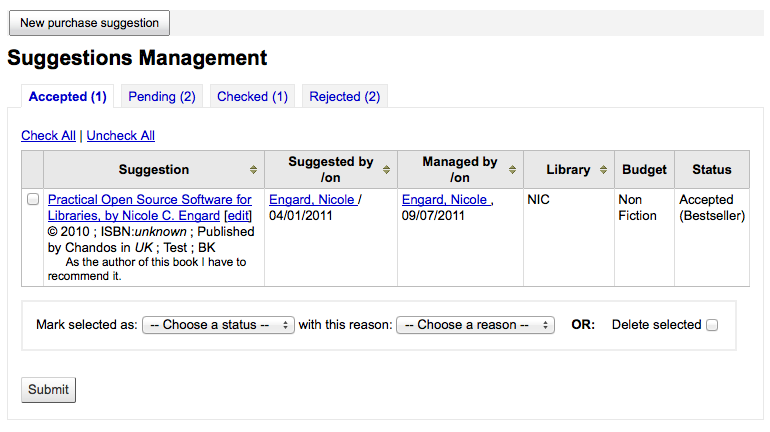 New purchase suggestion
Suggestions Management
Accepted (1) Pending (2) Checked (1) Rejected (2)
Check All | Uncheck All
Suggestion Suggested by /on Managed by /on Library Budget Status
Practical Open Source Software for Engard, Nicole / Engard, Nicole , NIC Non Accepted
Libraries, by Nicole C. Engard [edit] 04/01/2011 09/07/2011 Fiction (Bestseller)
© 2010 ; ISBN:unknown ; Published
by Chandos in UK ; Test ; BK
As the author of this book I have to
recommend it.
Mark selected as: -- Choose a status -- with this reason: -- Choose a reason -- OR: Delete selected
Submit